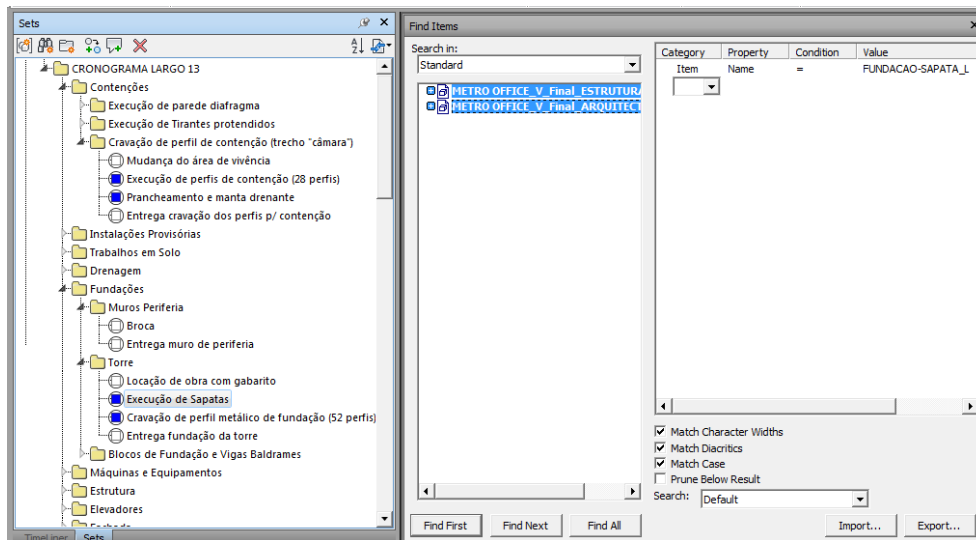 Sets
CRONOGRAMA LARGO 13
Contenções
Execução de parede diafragma
Execução de Tirantes protendidos
Cravação de perfil de contenção (trecho "câmara")
Mudança do área de vivência
Execução de perfis de contenção (28 perfis)
Prancheamento e manta drenante
Entrega cravação dos perfis p/ contenção
Instalações Provisórias
Trabalhos em Solo
Drenagem
Fundações
Muros Periferia
Broca
Entrega muro de periferia
Torre
Locação de obra com gabarito
Execução de Sapatas
Cravação de perfil metálico de fundação (52 perfis)
Entrega fundação da torre
Blocos de Fundação e Vigas Baldrames
Máquinas e Equipamentos
Estrutura
Elevadores
Fachada
TimeLiner Sets
Find Items
Search in:
Standard
METRO OFFICE_V_Final_ESTRUTURA
METRO OFFICE_V_Final_ARQUITECT
Category Property Condition Value
Item Name = FUNDACAO-SAPATA_L
Match Character Widths
Match Diacritics
Match Case
Prune Below Result
Search: Default
Find First Find Next Find All Import... Export...